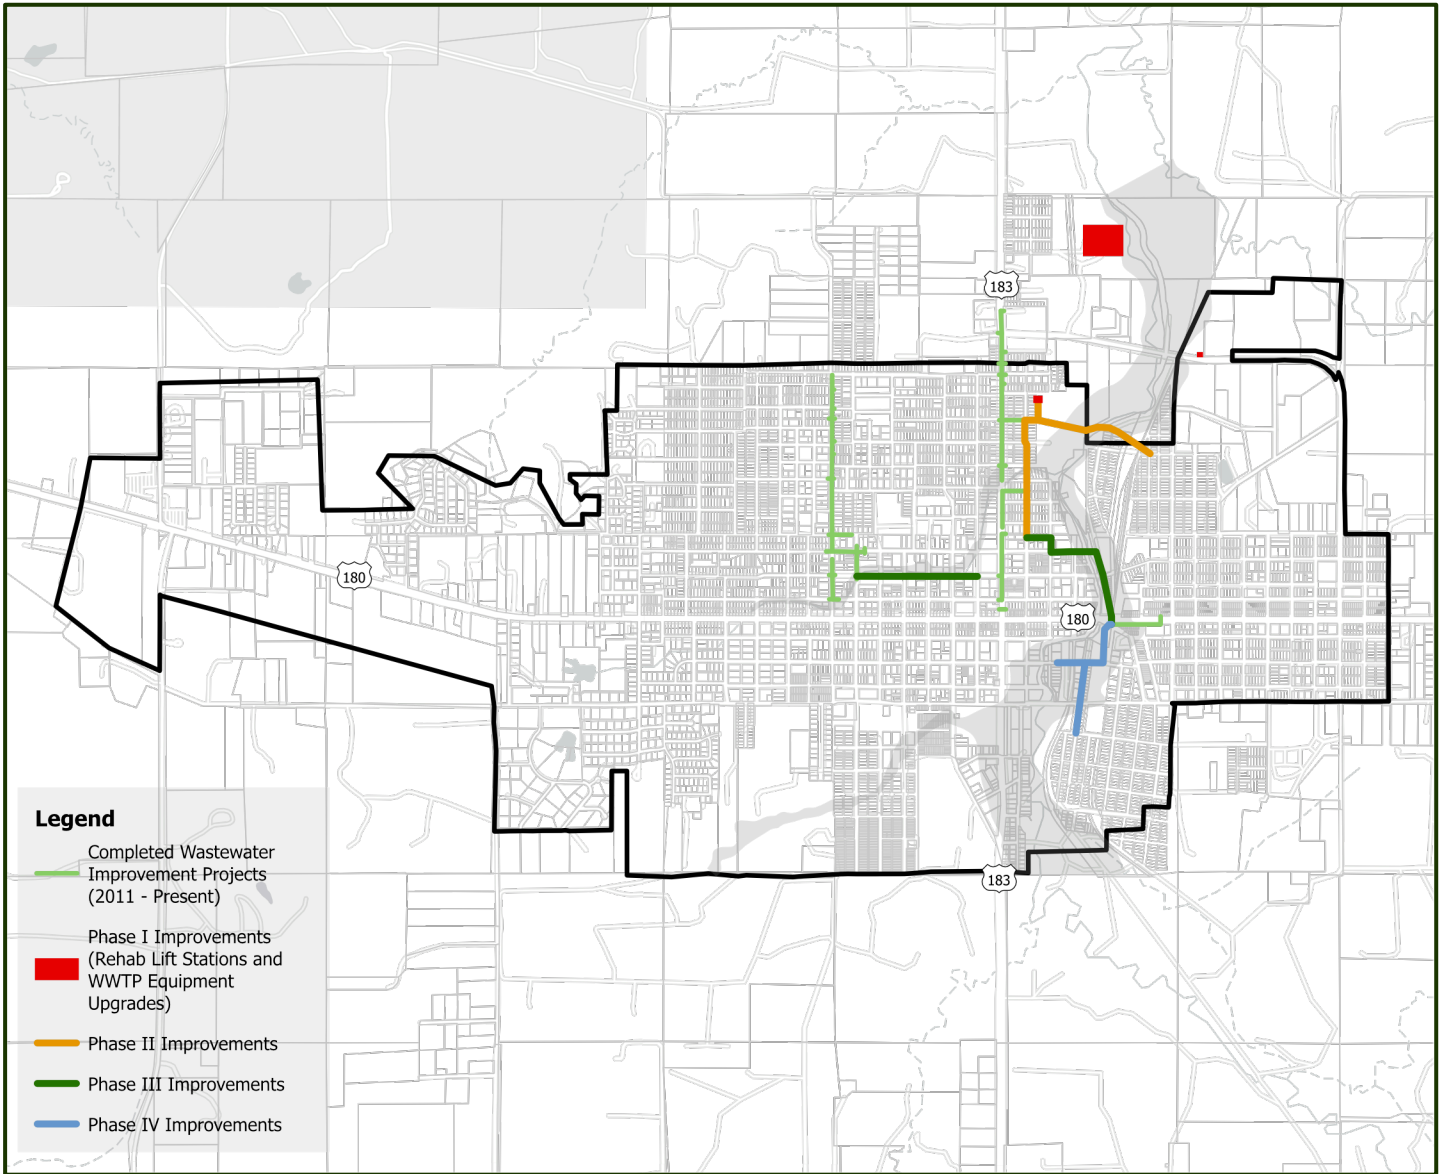 183
180
180
183
Legend
Completed Wastewater
Improvement Projects
(2011 - Present)
Phase I Improvements
(Rehab Lift Stations and
WWTP Equipment
Upgrades)
Phase II Improvements
Phase III Improvements
Phase IV Improvements